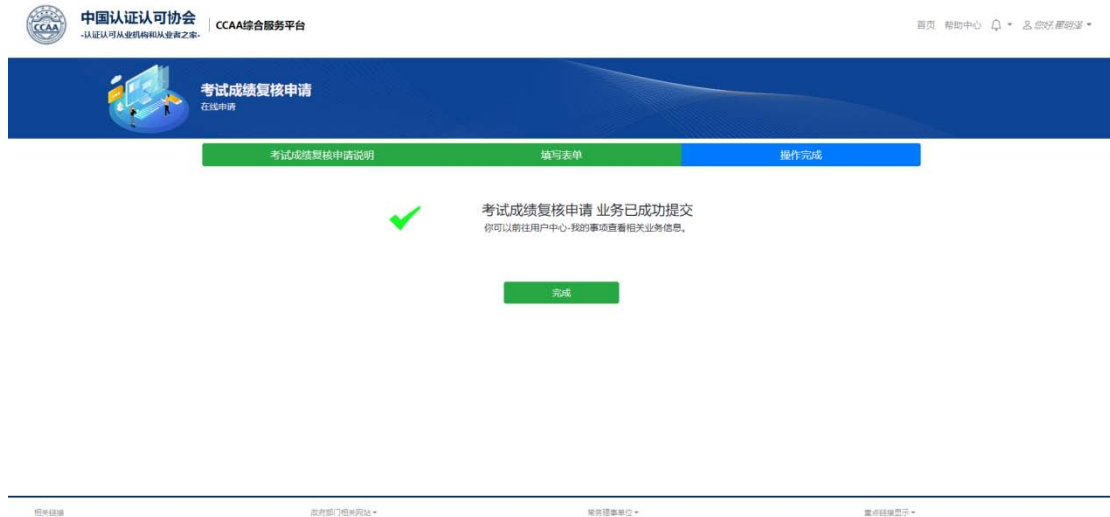 中国认证认可协会
-认证认可从业机构和从业者之家-
CCAA综合服务平台
首页 帮助中心
您好,
CCAA
考试成绩复核申请
在线申请
考试成绩复核申请说明 填写表单 操作完成
考试成绩复核申请 业务已成功提交
你可以前往用户中心-我的事项查看相关业务信息。
完成
相关链接 政府部门相关网站 常务理事单位 重点链接显示